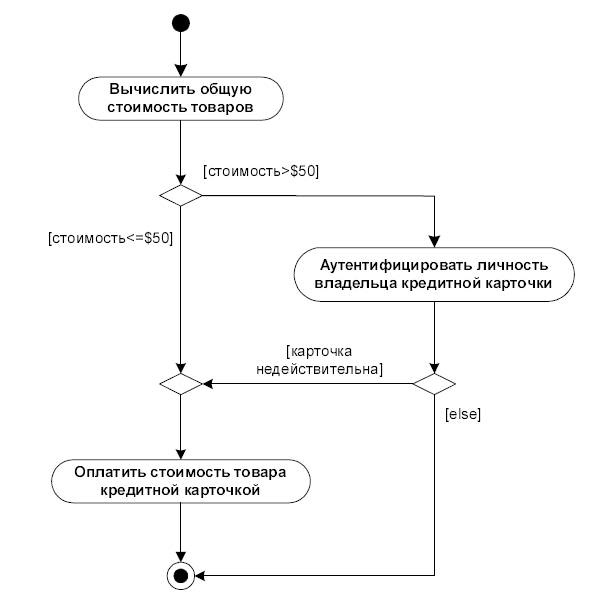 Вычислить общую
стоимость товаров
[стоимость>$50]
[стоимость<=$50]
Аутентифицировать личность
владельца кредитной карточки
[карточка
недействительна]
[else]
Оплатить стоимость товара
кредитной карточкой